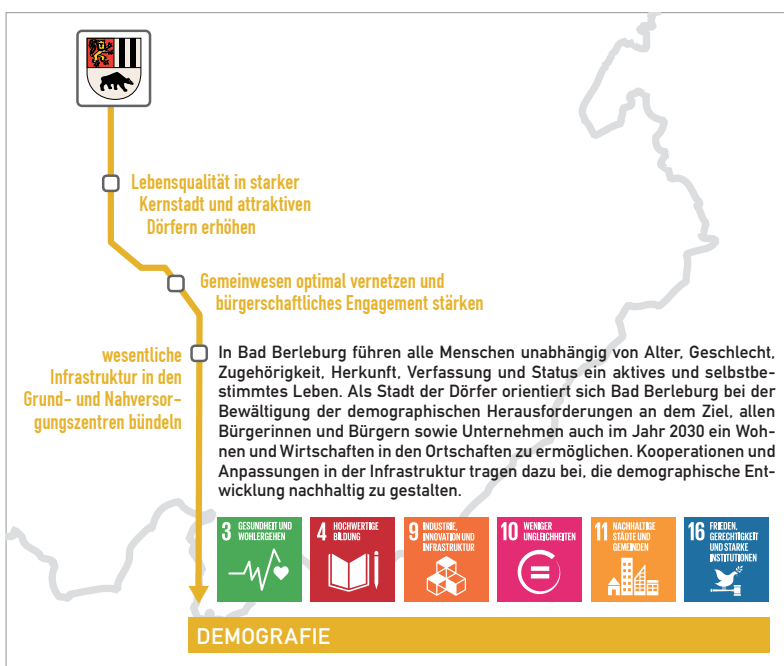 Lebensqualität in starker
Kernstadt und attraktiven
Dörfern erhöhen
Gemeinwesen optimal vernetzen und
bürgerschaftliches Engagement stärken
wesentliche
Infrastruktur in den
Grund- und Nahversor-
gungszentren bündeln
In Bad Berleburg führen alle Menschen unabhängig von Alter, Geschlecht,
Zugehörigkeit, Herkunft, Verfassung und Status ein aktives und selbstbe-
stimmtes Leben. Als Stadt der Dörfer orientiert sich Bad Berleburg bei der
Bewältigung der demographischen Herausforderungen an dem Ziel, allen
Bürgerinnen und Bürgern sowie Unternehmen auch im Jahr 2030 ein Woh-
nen und Wirtschaften in den Ortschaften zu ermöglichen. Kooperationen und
Anpassungen in der Infrastruktur tragen dazu bei, die demographische Ent-
wicklung nachhaltig zu gestalten.
3 GESUNDHEIT UND
WOHLERGEHEN
4 HOCHWERTIGE
BILDUNG
9 INDUSTRIE,
INNOVATION UND
INFRASTRUKTUR
10 WENIGER
UNGLEICHHEITEN
11 NACHHALTIGE
STÄDTE UND
GEMEINDEN
16 FRIEDEN,
GERECHTIGKEIT
UND STARKE
INSTITUTIONEN
DEMOGRAFIE